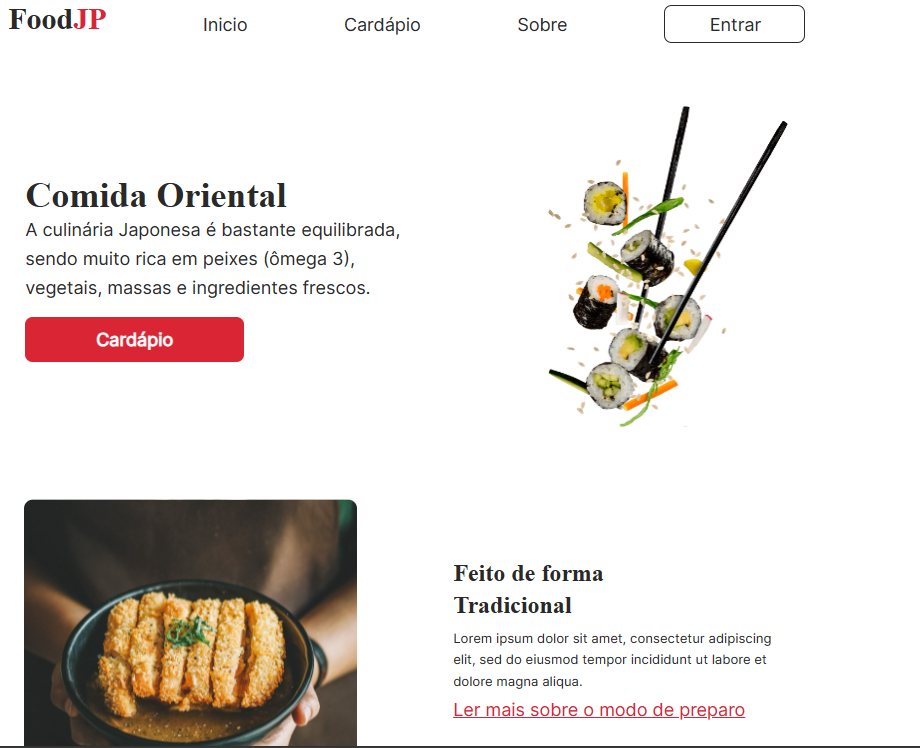 FoodJP
Inicio
Cardápio
Sobre
Entrar
Comida Oriental
A culinária Japonesa é bastante equilibrada,
sendo muito rica em peixes (ômega 3),
vegetais, massas e ingredientes frescos.
Cardápio
Feito de forma
Tradicional
Lorem ipsum dolor sit amet, consectetur adipiscing
elit, sed do eiusmod tempor incididunt ut labore et
dolore magna aliqua.
Ler mais sobre o modo de preparo